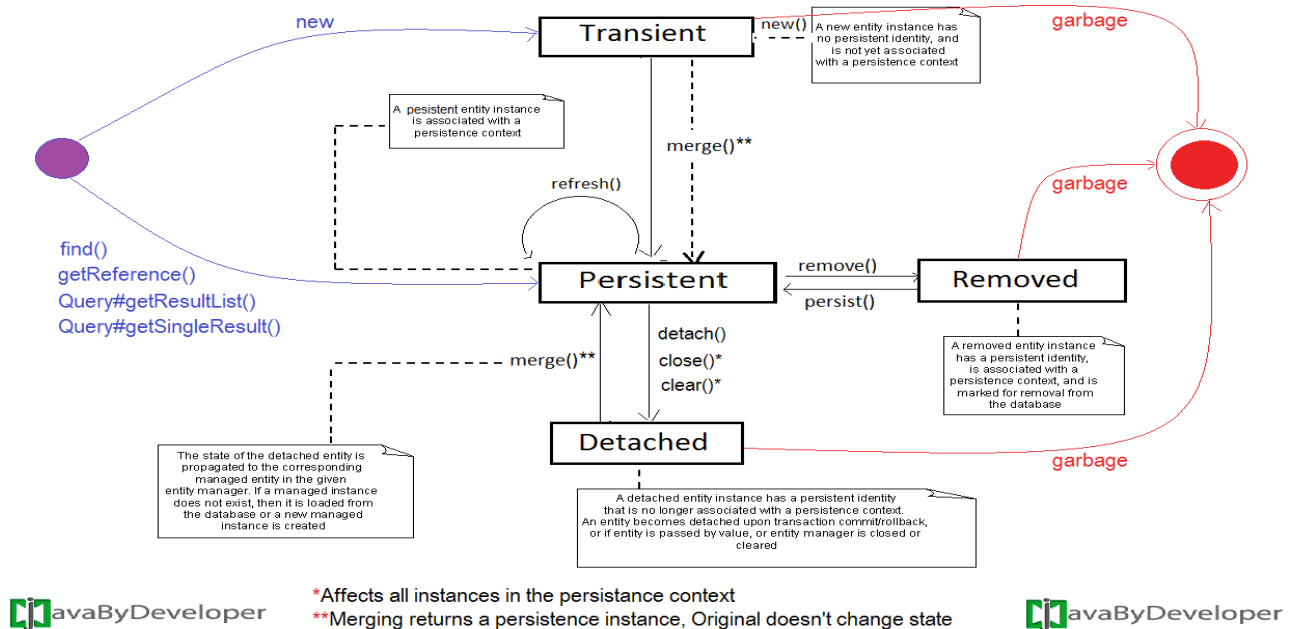 new
Transient
new()
A new entity instance has
no persistent identity, and
is not yet associated
with a persistence context
garbage
A pesistent entity instance
is associated with a
persistence context
merge()**
refresh()
garbage
find()
getReference()
Query#getResultList()
Query#getSingleResult()
Persistent
remove()
persist()
Removed
merge()**
detach()
close()*
clear()*
A removed entity instance
has a persistent identity,
is associated with a
persistence context, and is
marked for removal from
the database
Detached
garbage
The state of the detached entity is
propagated to the corresponding
managed entity in the given
entity manager. If a managed instance
does not exist, then it is loaded from
the database or a new managed
instance is created
A detached entity instance has a persistent identity
that is no longer associated with a persistence context.
An entity becomes detached upon transaction commit/rollback,
or if entity is passed by value, or entity manager is closed or
cleared
*Affects all instances in the persistance context
**Merging returns a persistence instance, Original doesn't change state
JavaByDeveloper
JavaByDeveloper